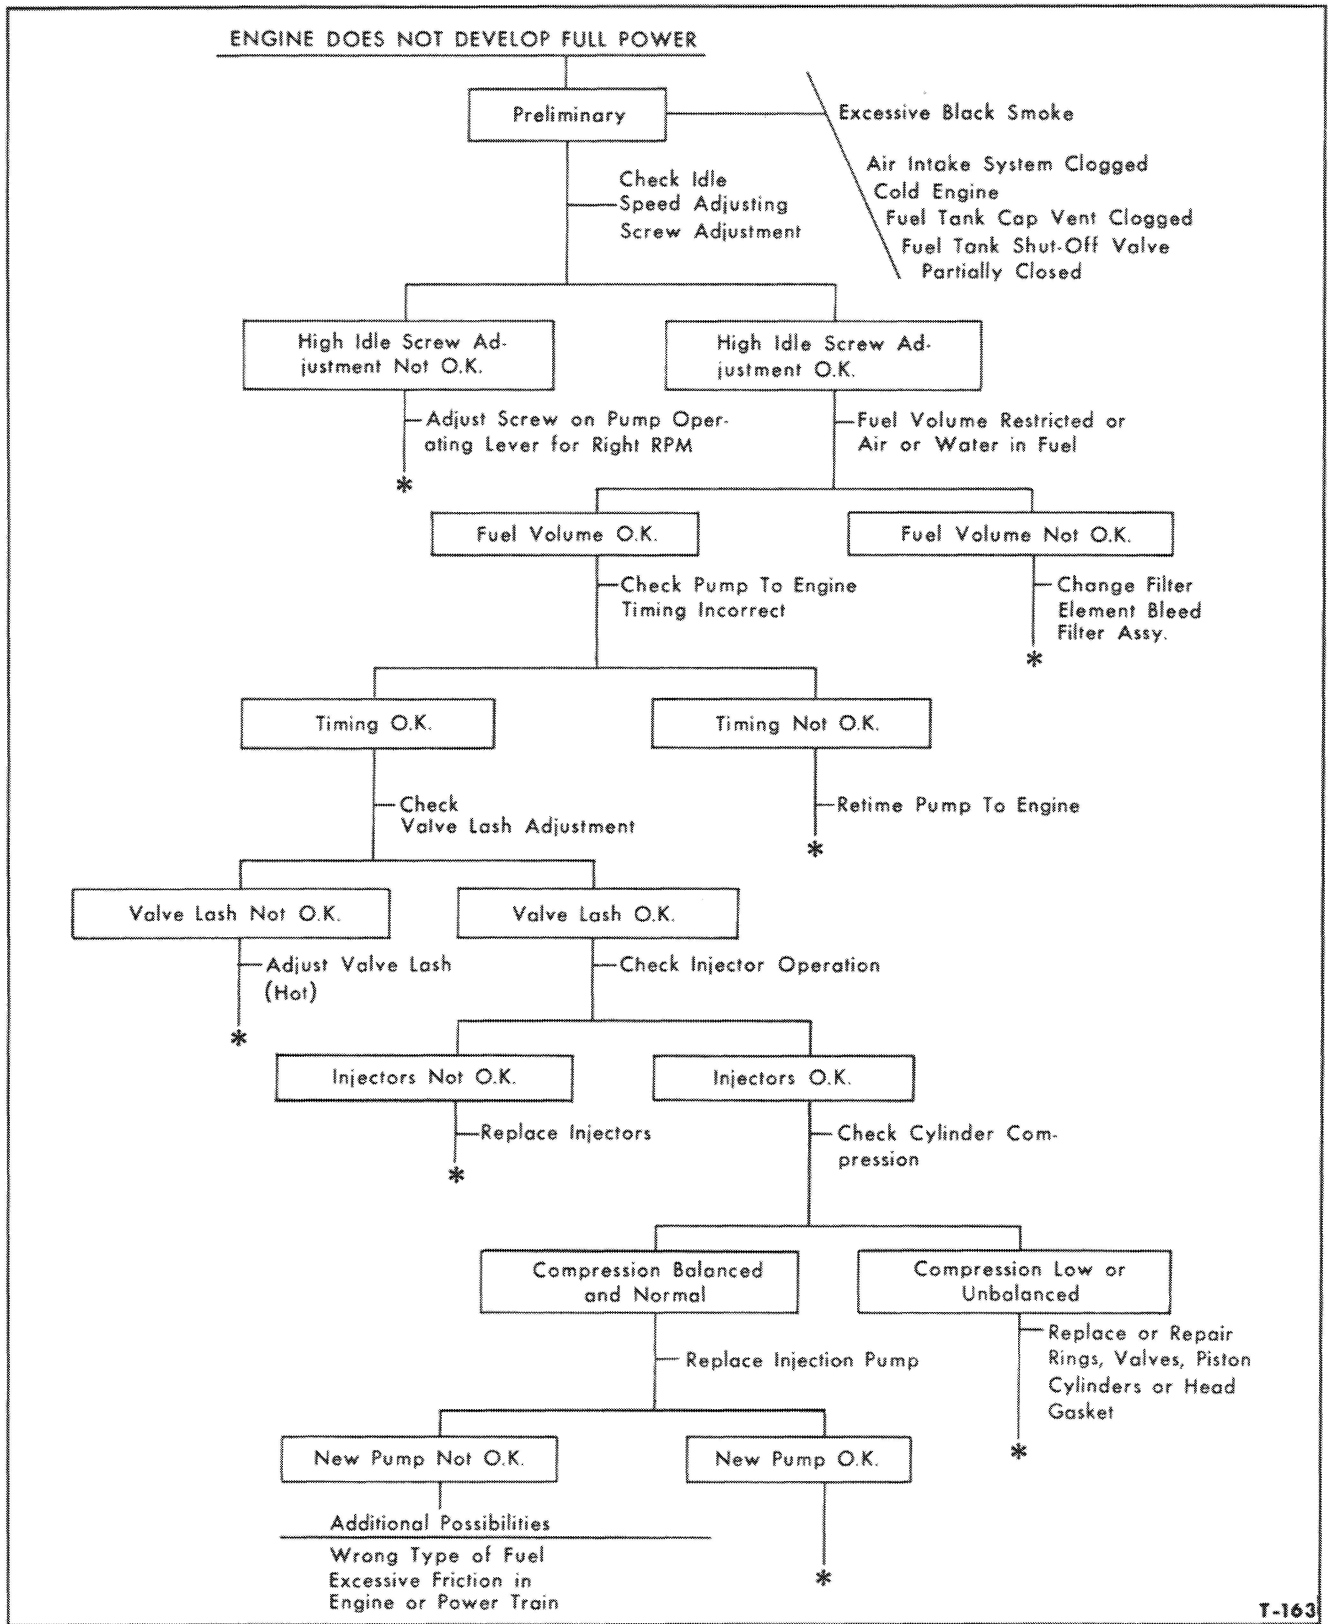 ENGINE DOES NOT DEVELOP FULL POWER
Preliminary
Excessive Black Smoke
Air Intake System Clogged
Cold Engine
Fuel Tank Cap Vent Clogged
Fuel Tank Shut-Off Valve
Partially Closed
Check Idle
Speed Adjusting
Screw Adjustment
High Idle Screw Ad-
justment Not O.K.
High Idle Screw Ad-
justment O.K.
Adjust Screw on Pump Oper-
ating Lever for Right RPM
*
Fuel Volume Restricted or
Air or Water in Fuel
Fuel Volume O.K.
Fuel Volume Not O.K.
Check Pump To Engine
Timing Incorrect
Change Filter
Element Bleed
Filter Assy.
*
Timing O.K.
Timing Not O.K.
Check
Valve Lash Adjustment
Retime Pump To Engine
*
Valve Lash Not O.K.
Valve Lash O.K.
Adjust Valve Lash
(Hot)
*
Check Injector Operation
Injectors Not O.K.
Injectors O.K.
Replace Injectors
*
Check Cylinder Com-
pression
Compression Balanced
and Normal
Compression Low or
Unbalanced
Replace Injection Pump
Replace or Repair
Rings, Valves, Piston
Cylinders or Head
Gasket
*
New Pump Not O.K.
New Pump O.K.
*
Additional Possibilities
Wrong Type of Fuel
Excessive Friction in
Engine or Power Train
T-163